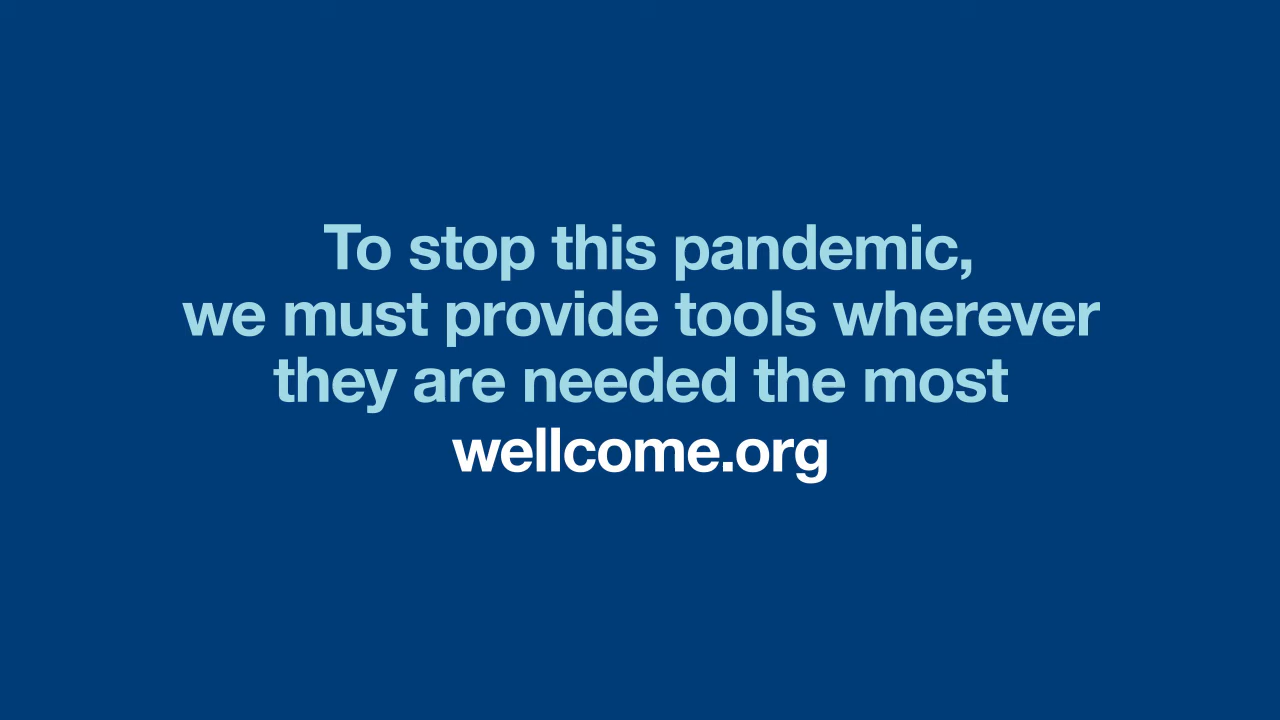 To stop this pandemic,
we must provide tools wherever
they are needed the most
wellcome.org